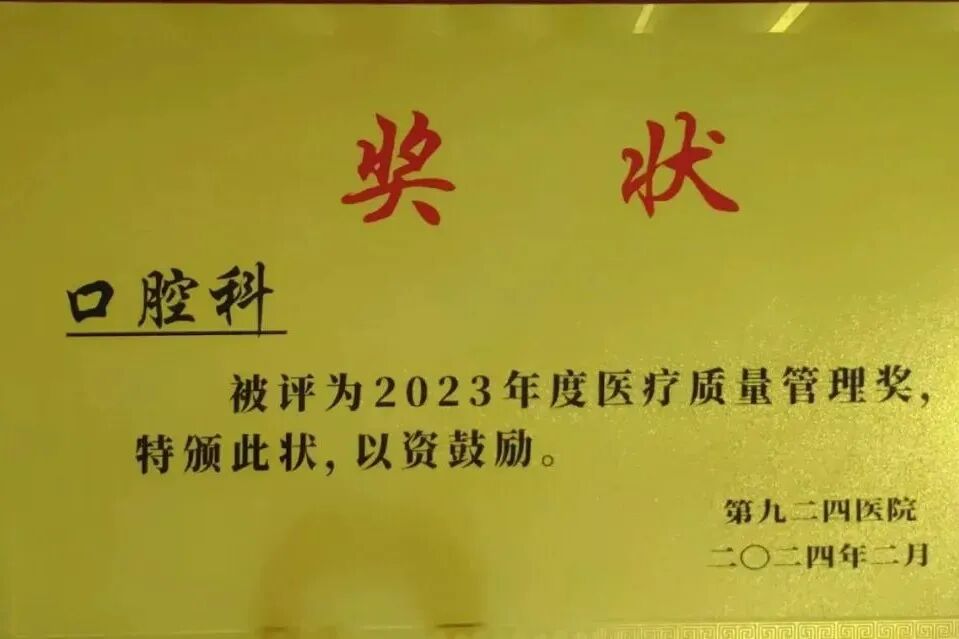 奖状
口腔科
被评为2023年度医疗质量管理奖,
特颁此状,以资鼓励。
第九二四医院
二〇二四年二月